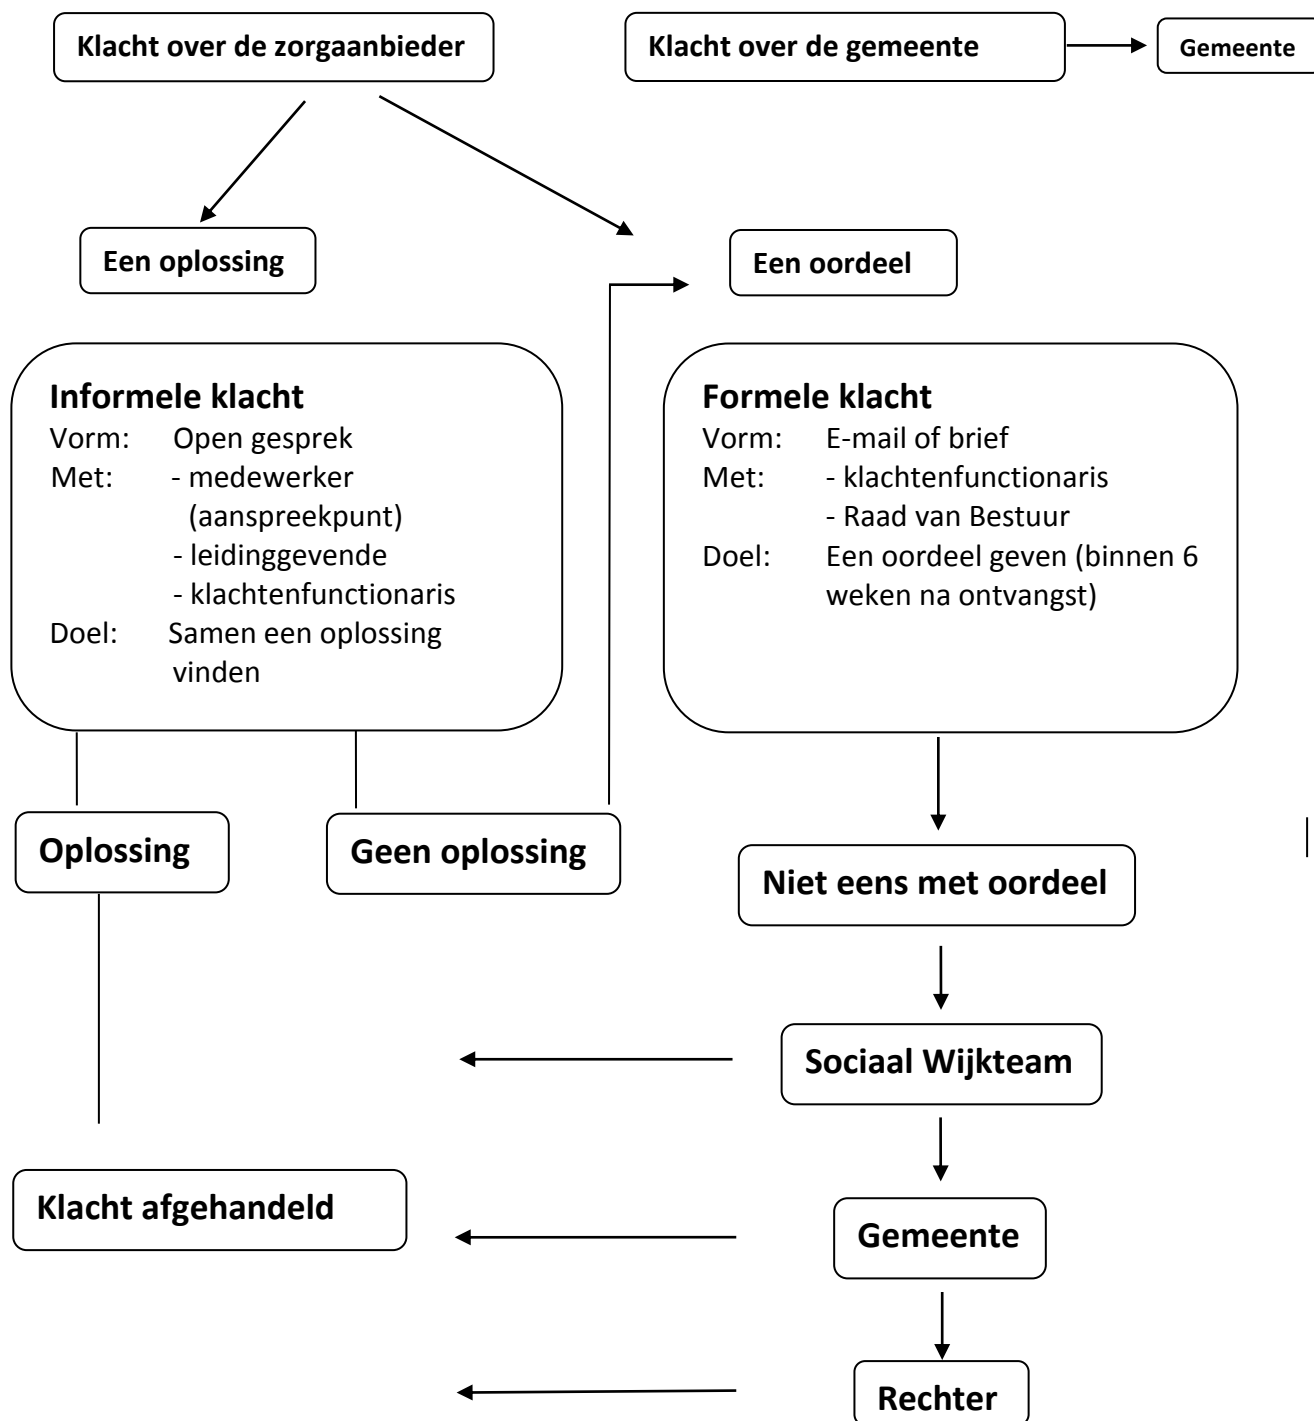 Klacht over de zorgaanbieder
Klacht over de gemeente
Gemeente
Een oplossing
Een oordeel
Informele klacht
Vorm: Open gesprek
Met: - medewerker
(aanspreekpunt)
- leidinggevende
- klachtenfunctionaris
Doel: Samen een oplossing
vinden
Formele klacht
Vorm: E-mail of brief
Met: - klachtenfunctionaris
- Raad van Bestuur
Doel: Een oordeel geven (binnen 6
weken na ontvangst)
Oplossing
Geen oplossing
Niet eens met oordeel
Sociaal Wijkteam
Klacht afgehandeld
Gemeente
Rechter